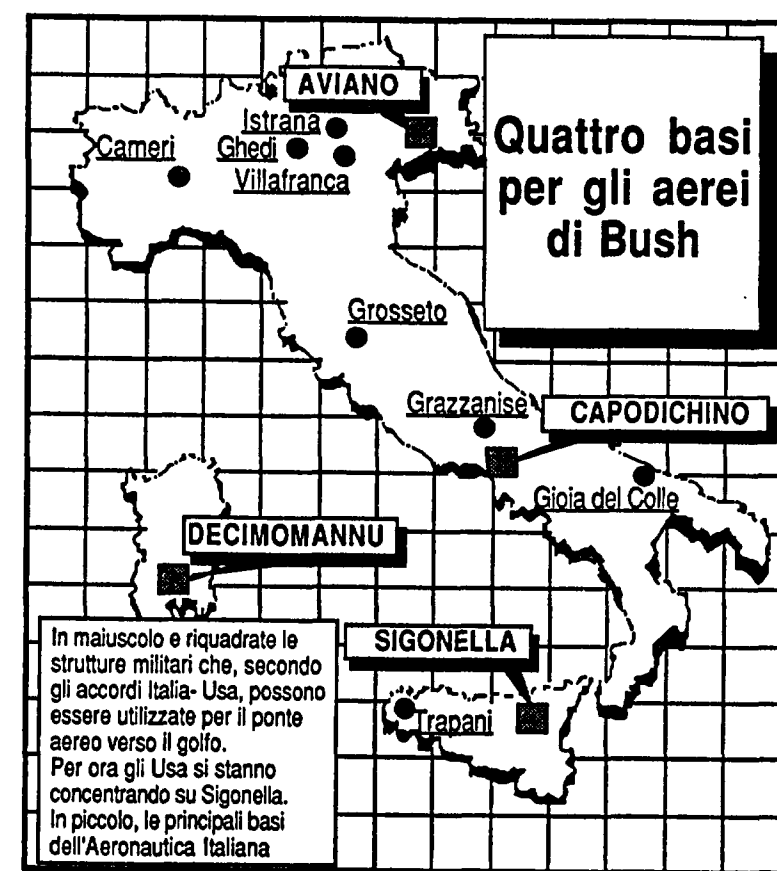 AVIANO
Quattro basi
per gli aerei
di Bush
Istrana
Cameri
Ghedi
Villafranca
Grosseto
Grazzanise
CAPODICHINO
Gioia del Colle
DECIMOMANNU
In maiuscolo e riquadrate le
strutture militari che, secondo
gli accordi Italia- Usa, possono
essere utilizzate per il ponte
aereo verso il golfo.
Per ora gli Usa si stanno
concentrando su Sigonella.
In piccolo, le principali basi
dell'Aeronautica Italiana
SIGONELLA
Trapani